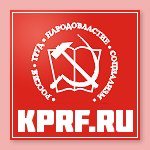 РОССИЯ • ТРУД • НАРОДОВЛАСТИЕ • СОЦИАЛИЗМ
KPRF.RU